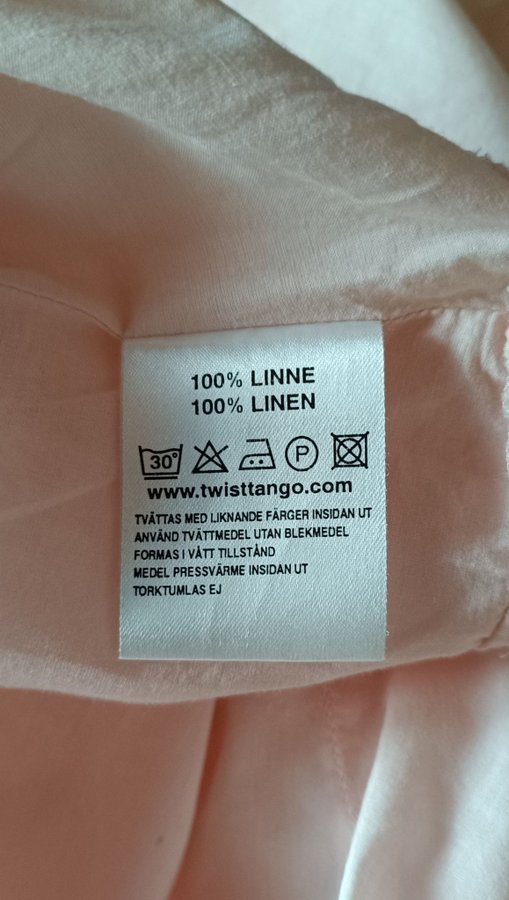 100% LINNE
100% LINEN
30° P
www.twisttango.com
TVÄTTAS MED LIKNANDE FÄRGER INSIDAN UT
ANVÄND TVÄTTMEDEL UTAN BLEKMEDEL
FORMAS I VÅTT TILLSTÅND
MEDEL PRESSVÄRME INSIDAN UT
TORKTUMLAS EJ